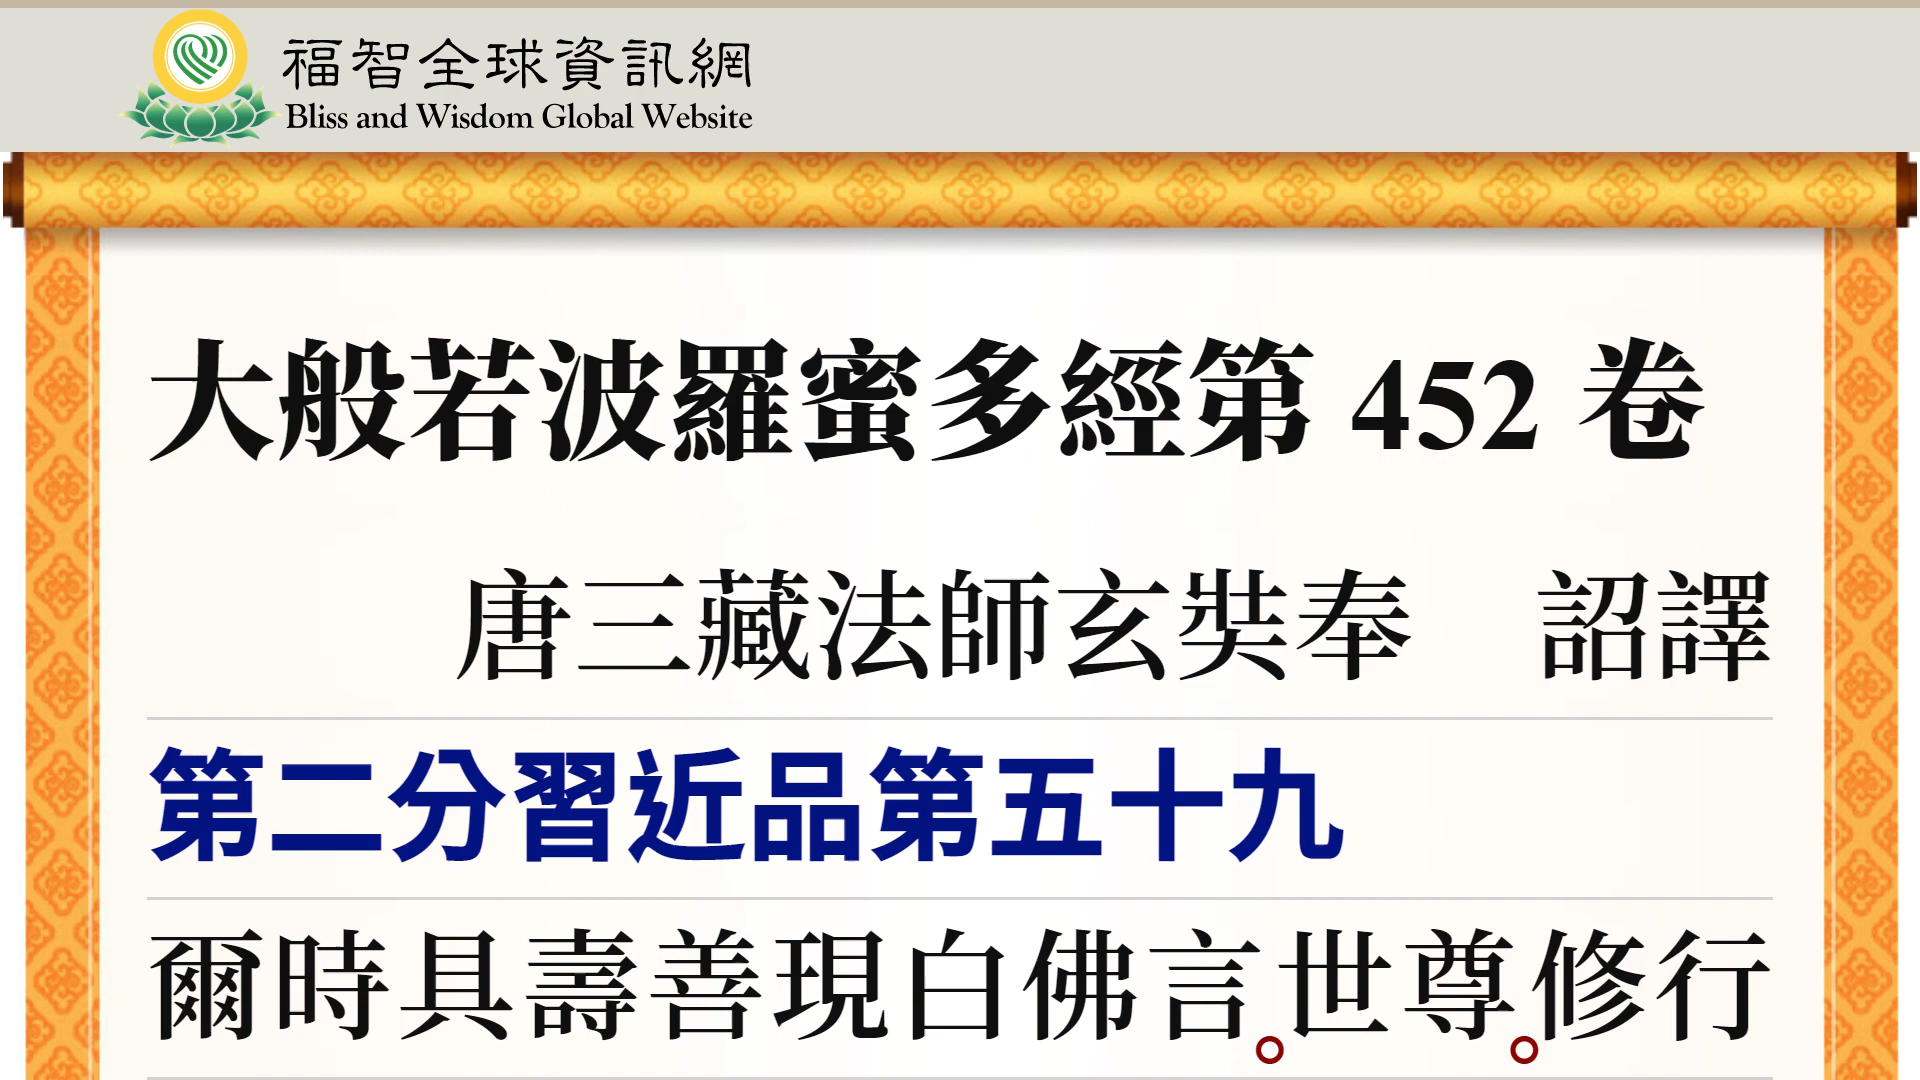 福智全球資訊網
Bliss and Wisdom Global Website
大般若波羅蜜多經第 452 卷
唐三藏法師玄奘奉　詔譯
第二分習近品第五十九
爾時具壽善現白佛言。世尊。修行